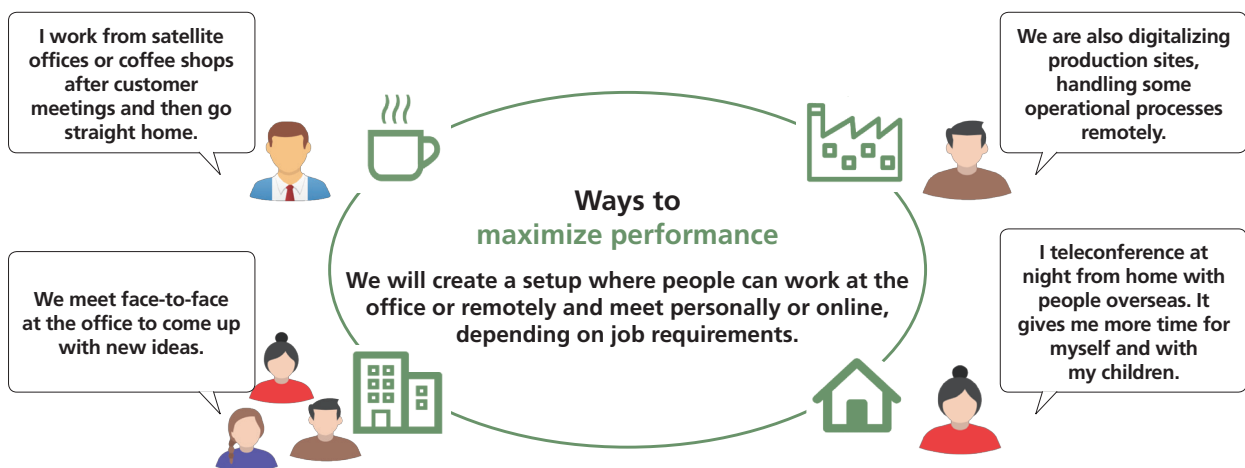 I work from satellite
offices or coffee shops
after customer
meetings and then go
straight home.
We are also digitalizing
production sites,
handling some
operational processes
remotely.
Ways to
maximize performance
We will create a setup where people can work at the
office or remotely and meet personally or online,
depending on job requirements.
We meet face-to-face
at the office to come up
with new ideas.
I teleconference at
night from home with
people overseas. It
gives me more time for
myself and with
my children.